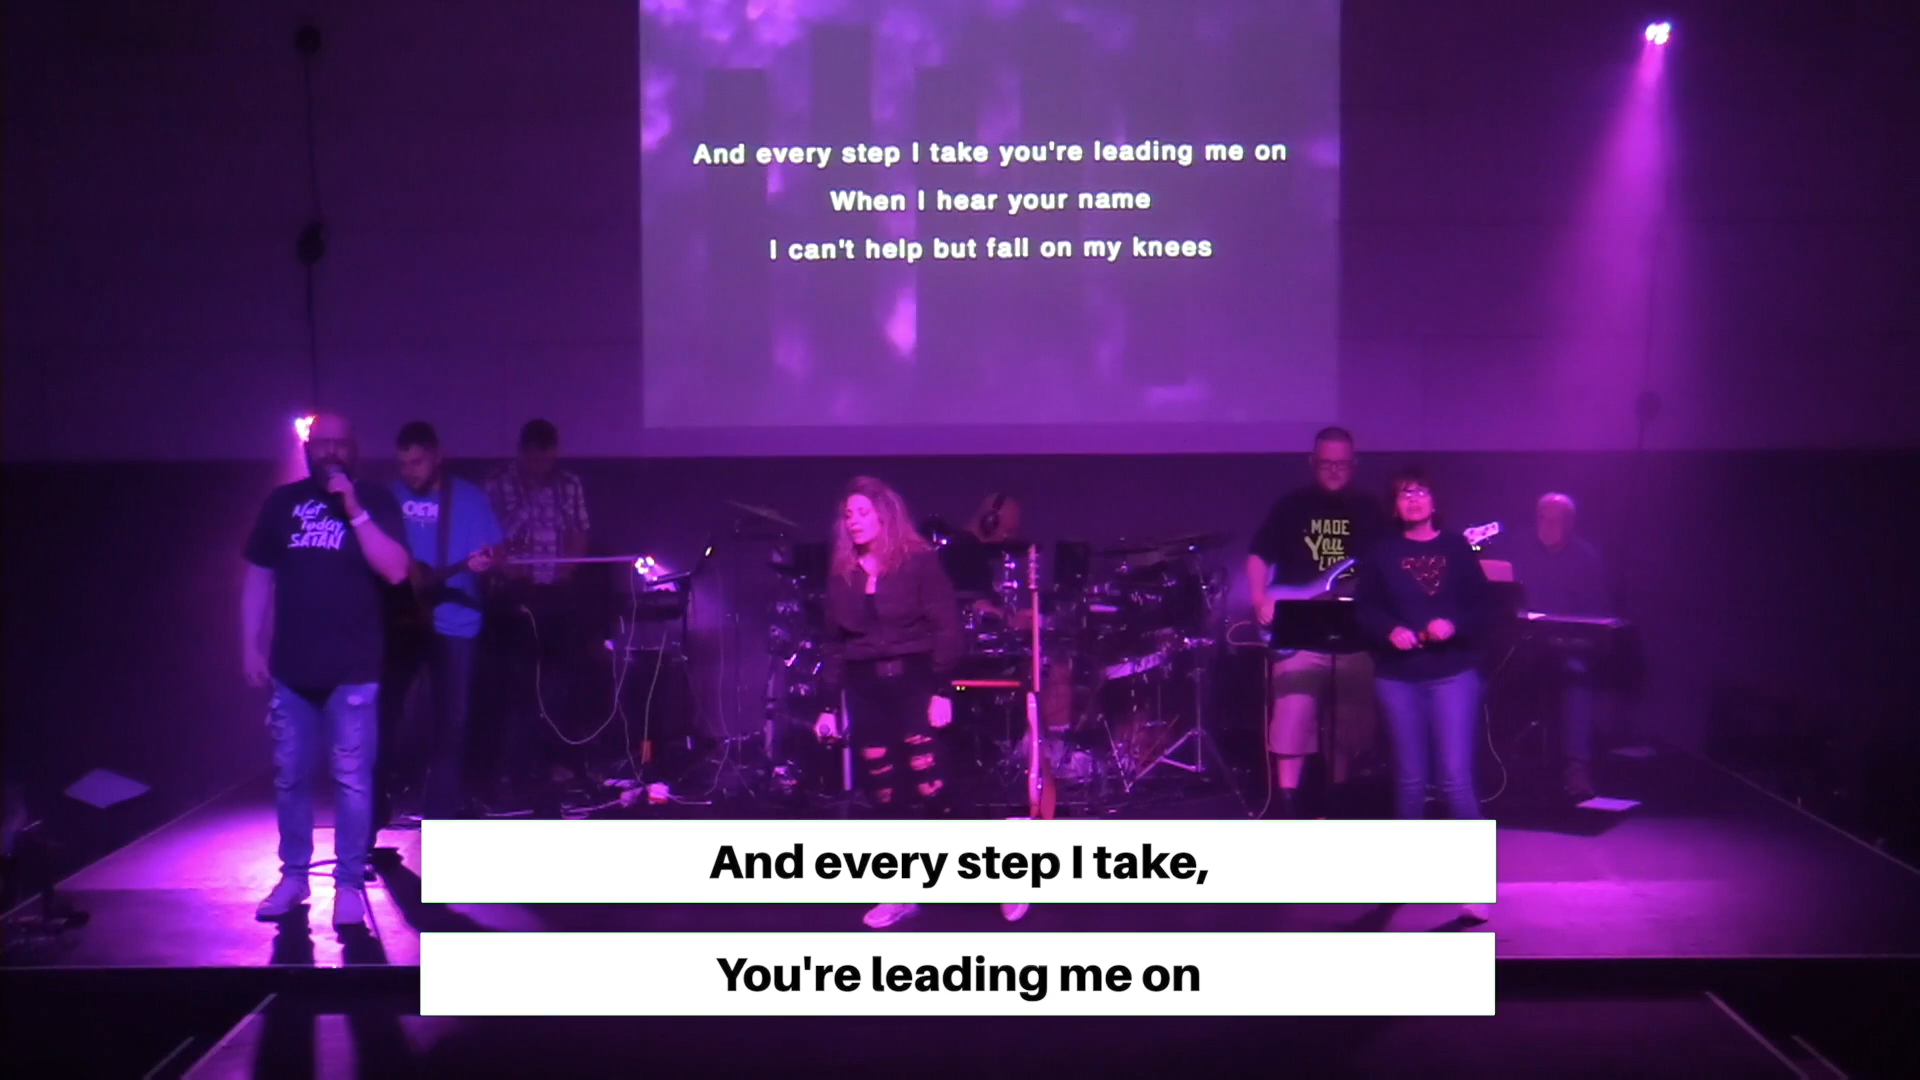 And every step I take you're leading me on
When I hear your name
I can't help but fall on my knees
Not
Today
SATAN
MADE
You
And every step I take,
You're leading me on